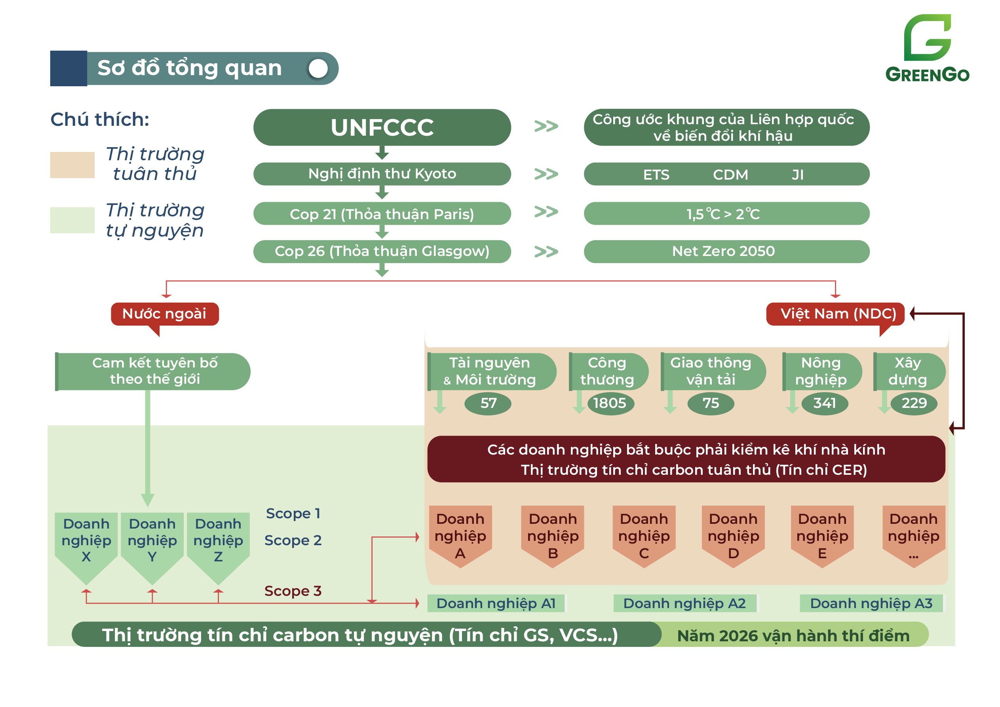 GREENGO
Sơ đồ tổng quan
Chú thích:
Thị trường
tuân thủ
Thị trường
tự nguyện
UNFCCC
>>
Công ước khung của Liên hợp quốc
về biến đổi khí hậu
Nghị định thư Kyoto
>>
ETS CDM JI
Cop 21 (Thỏa thuận Paris)
>>
1,5°C > 2°C
Cop 26 (Thỏa thuận Glasgow)
>>
Net Zero 2050
Nước ngoài
Việt Nam (NDC)
Cam kết tuyên bố
theo thế giới
Tài nguyên
& Môi trường
57
Công
thương
1805
Giao thông
vận tải
75
Nông
nghiệp
341
Xây
dựng
229
Các doanh nghiệp bắt buộc phải kiểm kê khí nhà kính
Thị trường tín chỉ carbon tuân thủ (Tín chỉ CER)
Doanh
nghiệp
X
Doanh
nghiệp
Y
Doanh
nghiệp
Z
Scope 1
Scope 2
Scope 3
Doanh
nghiệp
A
Doanh
nghiệp
B
Doanh
nghiệp
C
Doanh
nghiệp
D
Doanh
nghiệp
E
Doanh
nghiệp
...
Doanh nghiệp A1
Doanh nghiệp A2
Doanh nghiệp A3
Thị trường tín chỉ carbon tự nguyện (Tín chỉ GS, VCS...)
Năm 2026 vận hành thí điểm